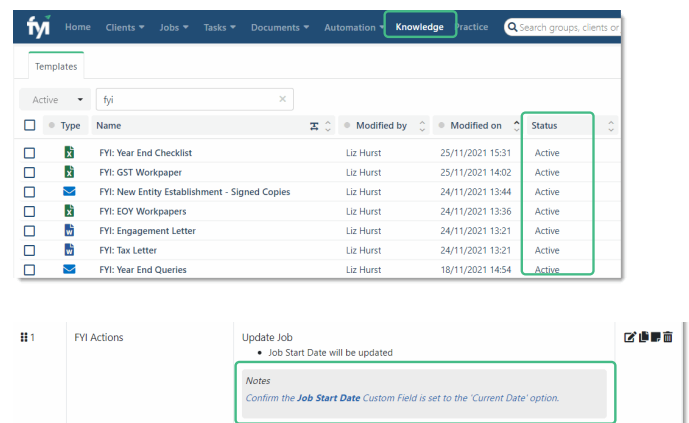 fyi Home Clients Jobs Tasks Documents Automation Knowledge Practice Search groups, clients or
Templates
Active fyi
Type Name Modified by Modified on Status
FYI: Year End Checklist Liz Hurst 25/11/2021 15:31 Active
FYI: GST Workpaper Liz Hurst 25/11/2021 14:02 Active
FYI: New Entity Establishment - Signed Copies Liz Hurst 24/11/2021 13:44 Active
FYI: EOY Workpapers Liz Hurst 24/11/2021 13:36 Active
FYI: Engagement Letter Liz Hurst 24/11/2021 13:21 Active
FYI: Tax Letter Liz Hurst 24/11/2021 13:21 Active
FYI: Year End Queries Liz Hurst 18/11/2021 14:54 Active
1 FYI Actions Update Job
• Job Start Date will be updated
Notes
Confirm the Job Start Date Custom Field is set to the 'Current Date' option.